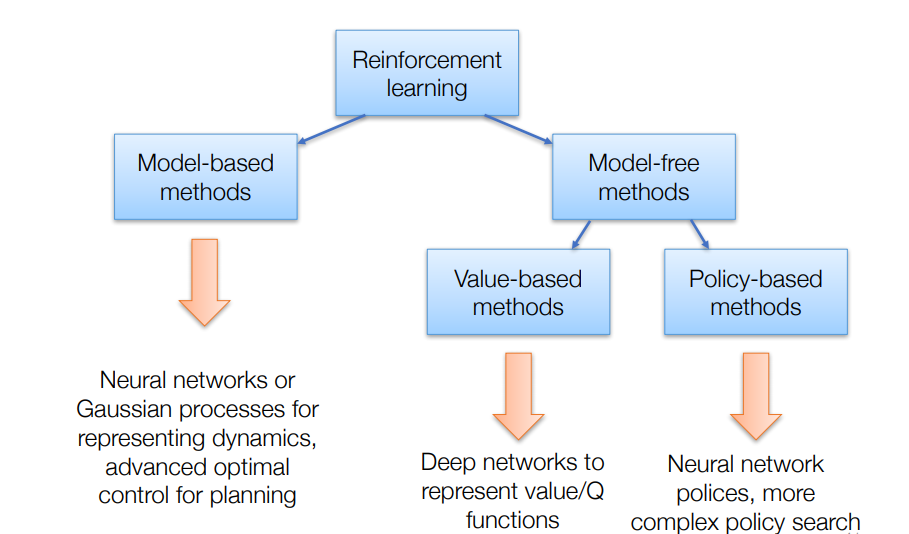 Reinforcement
learning
Model-based
methods
Model-free
methods
Value-based
methods
Policy-based
methods
Neural networks or
Gaussian processes for
representing dynamics,
advanced optimal
control for planning
Deep networks to
represent value/Q
functions
Neural network
polices, more
complex policy search